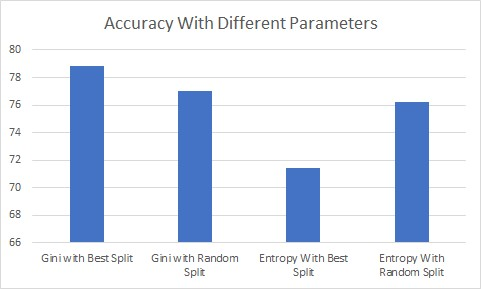 Accuracy With Different Parameters
80
78
76
74
72
70
68
66
Gini with Best Split
Gini with Random
Split
Entropy With Best
Split
Entropy With
Random Split